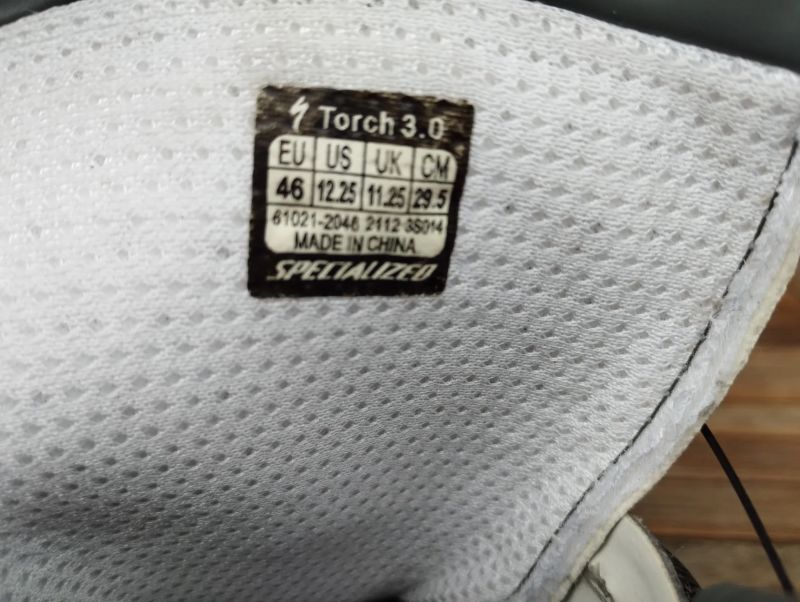 Torch 3.0
EU US UK CM
46 12.25 11.25 29.5
61021-2046 2112 3S014
MADE IN CHINA
SPECIALIZED